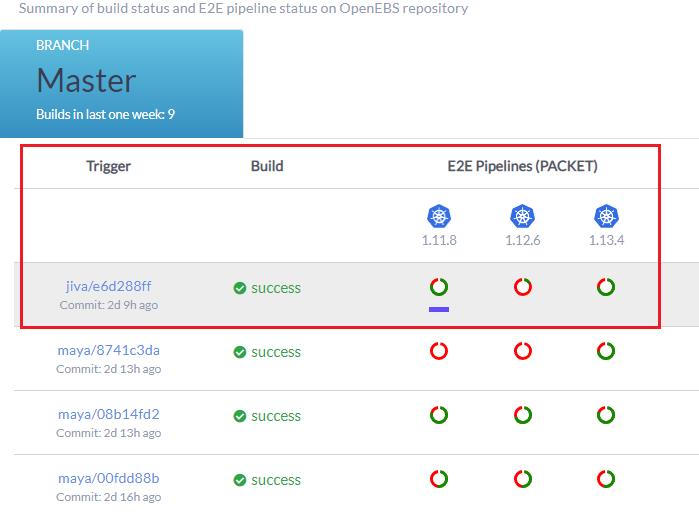 Summary of build status and E2E pipeline status on OpenEBS repository
BRANCH
Master
Builds in last one week: 9
Trigger Build E2E Pipelines (PACKET)
1.11.8 1.12.6 1.13.4
jiva/e6d288ff success
Commit: 2d 9h ago
maya/8741c3da success
Commit: 2d 13h ago
maya/08b14fd2 success
Commit: 2d 13h ago
maya/00fdd88b success
Commit: 2d 16h ago